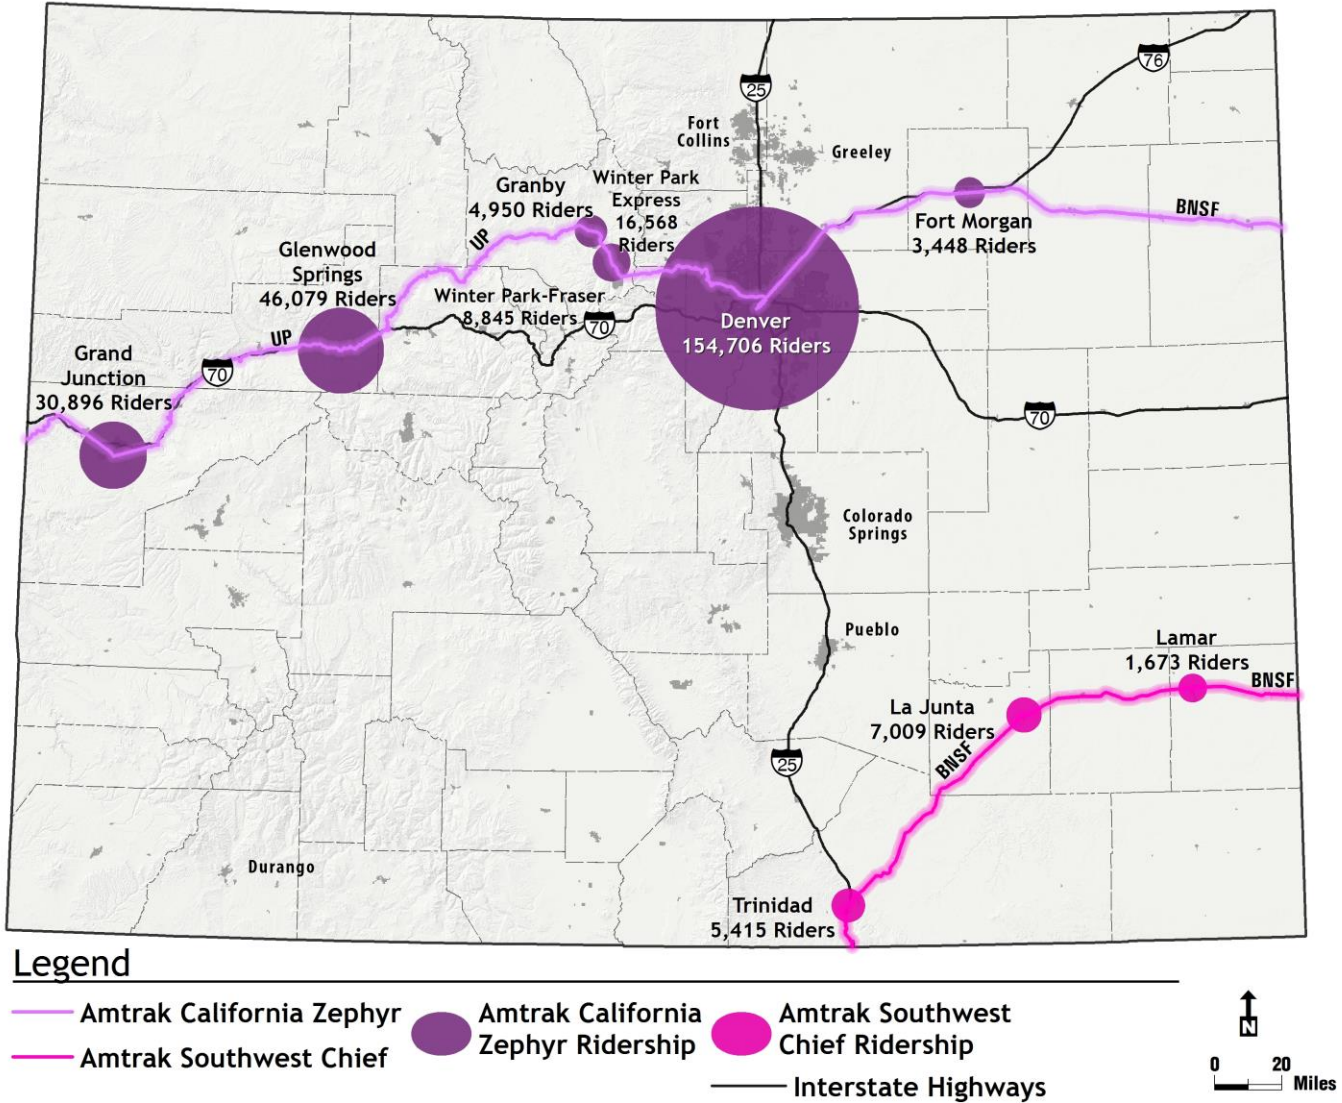 76
25
Fort
Collins
Greeley
Winter Park
Express
16,568
Riders
Granby
4,950 Riders
UP
BNSF
Fort Morgan
3,448 Riders
Glenwood
Springs
46,079 Riders
Winter Park-Fraser
8,845 Riders
70
Denver
154,706 Riders
UP
70
Grand
Junction
30,896 Riders
70
Colorado
Springs
Pueblo
Lamar
1,673 Riders
BNSF
La Junta
7,009 Riders
BNSF
25
Durango
Trinidad
5,415 Riders
Legend
Amtrak California Zephyr
Amtrak Southwest Chief
Amtrak California
Zephyr Ridership
Amtrak Southwest
Chief Ridership
Interstate Highways
N
0 20
Miles